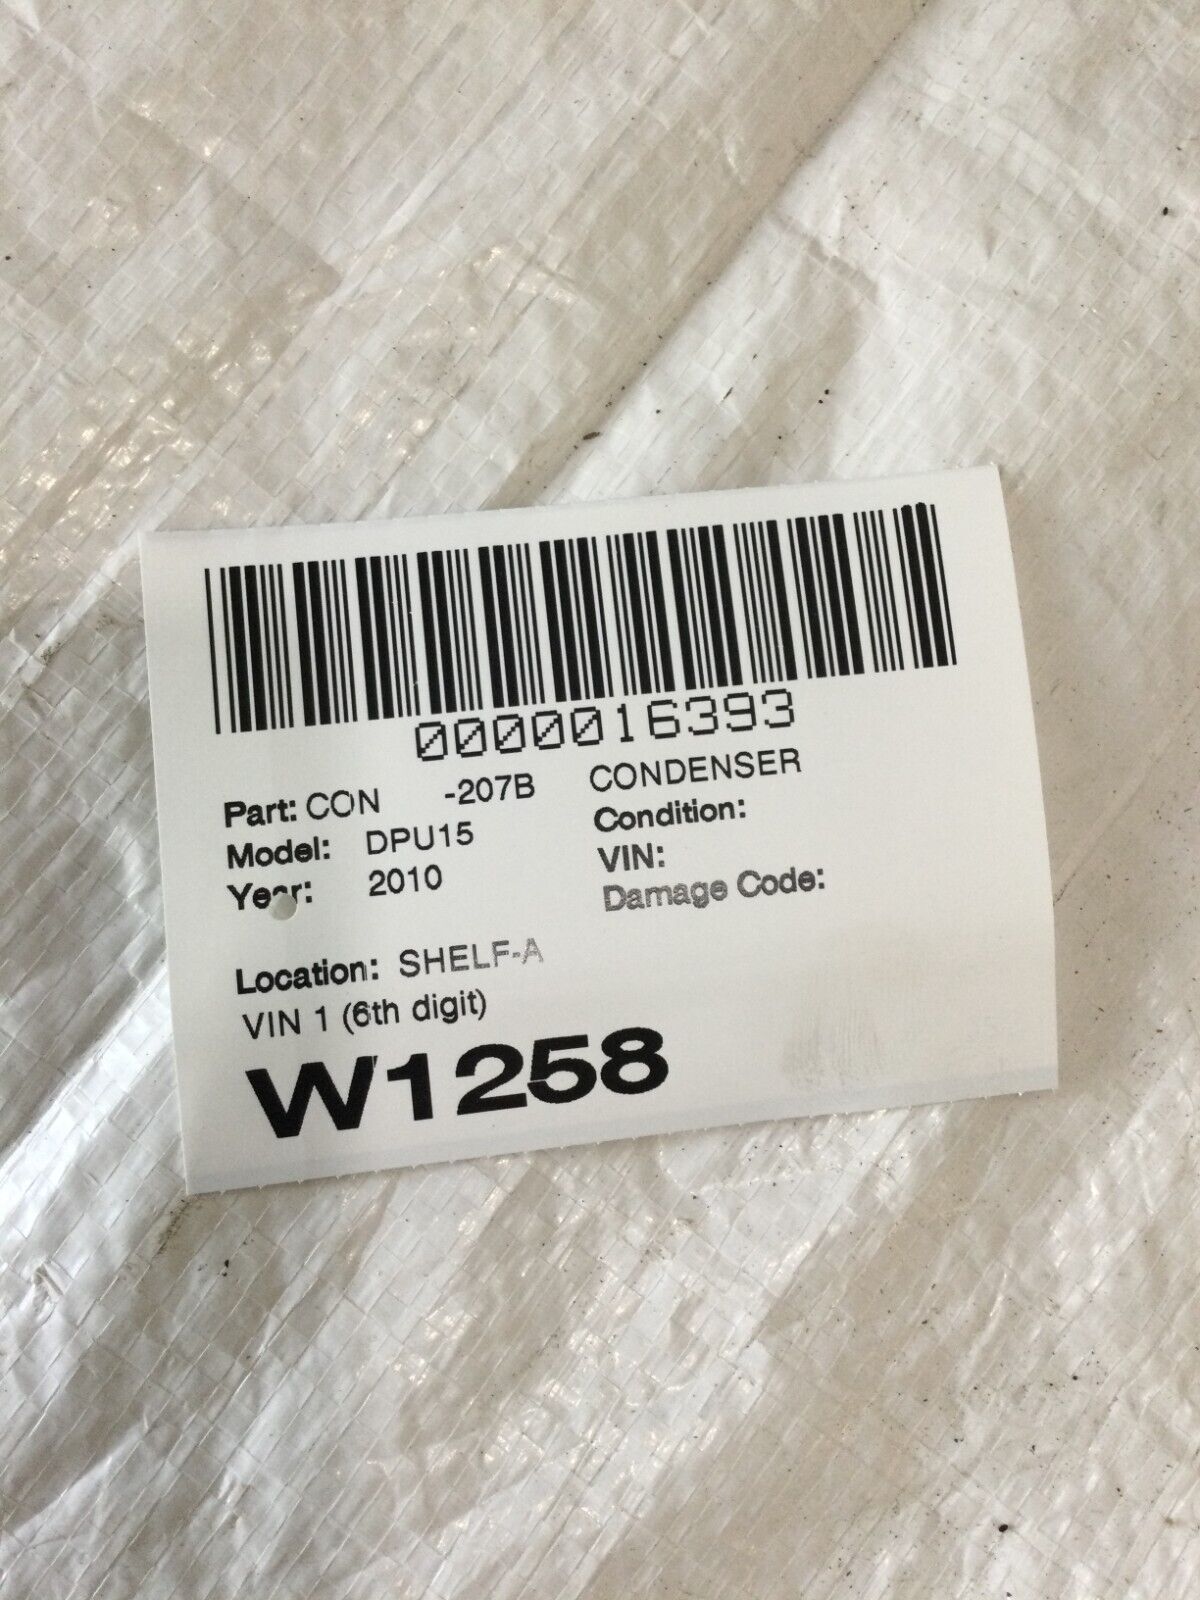 0000016393
Part: CON -207B CONDENSER
Model: DPU15 Condition:
Year: 2010 VIN:
Damage Code:
Location: SHELF-A
VIN 1 (6th digit)
W1258